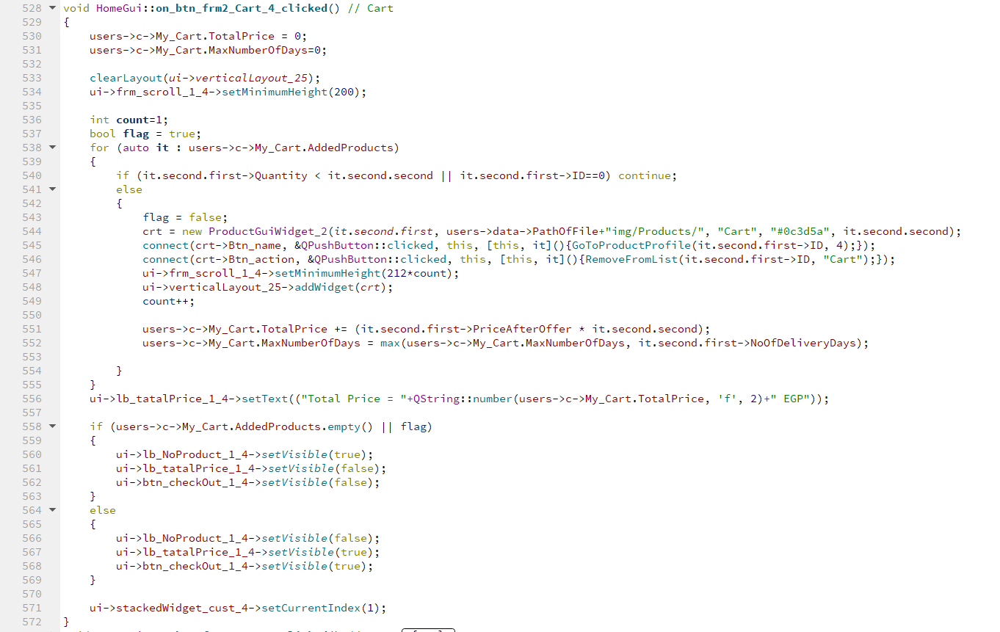 528 void HomeGui::on_btn_frm2_Cart_4_clicked() // Cart
529 {
530     users->c->My_Cart.TotalPrice = 0;
531     users->c->My_Cart.MaxNumberOfDays=0;
532
533     clearLayout(ui->verticalLayout_25);
534     ui->frm_scroll_1_4->setMinimumHeight(200);
535
536     int count=1;
537     bool flag = true;
538     for (auto it : users->c->My_Cart.AddedProducts)
539     {
540         if (it.second.first->Quantity < it.second.second || it.second.first->ID==0) continue;
541         else
542         {
543             flag = false;
544             crt = new ProductGuiWidget_2(it.second.first, users->data->PathOfFile+"img/Products/", "Cart", "#0c3d5a", it.second.second);
545             connect(crt->Btn_name, &QPushButton::clicked, this, [this, it](){GoToProductProfile(it.second.first->ID, 4);});
546             connect(crt->Btn_action, &QPushButton::clicked, this, [this, it](){RemoveFromList(it.second.first->ID, "Cart");});
547             ui->frm_scroll_1_4->setMinimumHeight(212*count);
548             ui->verticalLayout_25->addWidget(crt);
549             count++;
550
551             users->c->My_Cart.TotalPrice += (it.second.first->PriceAfterOffer * it.second.second);
552             users->c->My_Cart.MaxNumberOfDays = max(users->c->My_Cart.MaxNumberOfDays, it.second.first->NoOfDeliveryDays);
553
554         }
555     }
556     ui->lb_tatalPrice_1_4->setText(("Total Price = "+QString::number(users->c->My_Cart.TotalPrice, 'f', 2)+" EGP"));
557
558     if (users->c->My_Cart.AddedProducts.empty() || flag)
559     {
560         ui->lb_NoProduct_1_4->setVisible(true);
561         ui->lb_tatalPrice_1_4->setVisible(false);
562         ui->btn_checkOut_1_4->setVisible(false);
563     }
564     else
565     {
566         ui->lb_NoProduct_1_4->setVisible(false);
567         ui->lb_tatalPrice_1_4->setVisible(true);
568         ui->btn_checkOut_1_4->setVisible(true);
569     }
570
571     ui->stackedWidget_cust_4->setCurrentIndex(1);
572 }